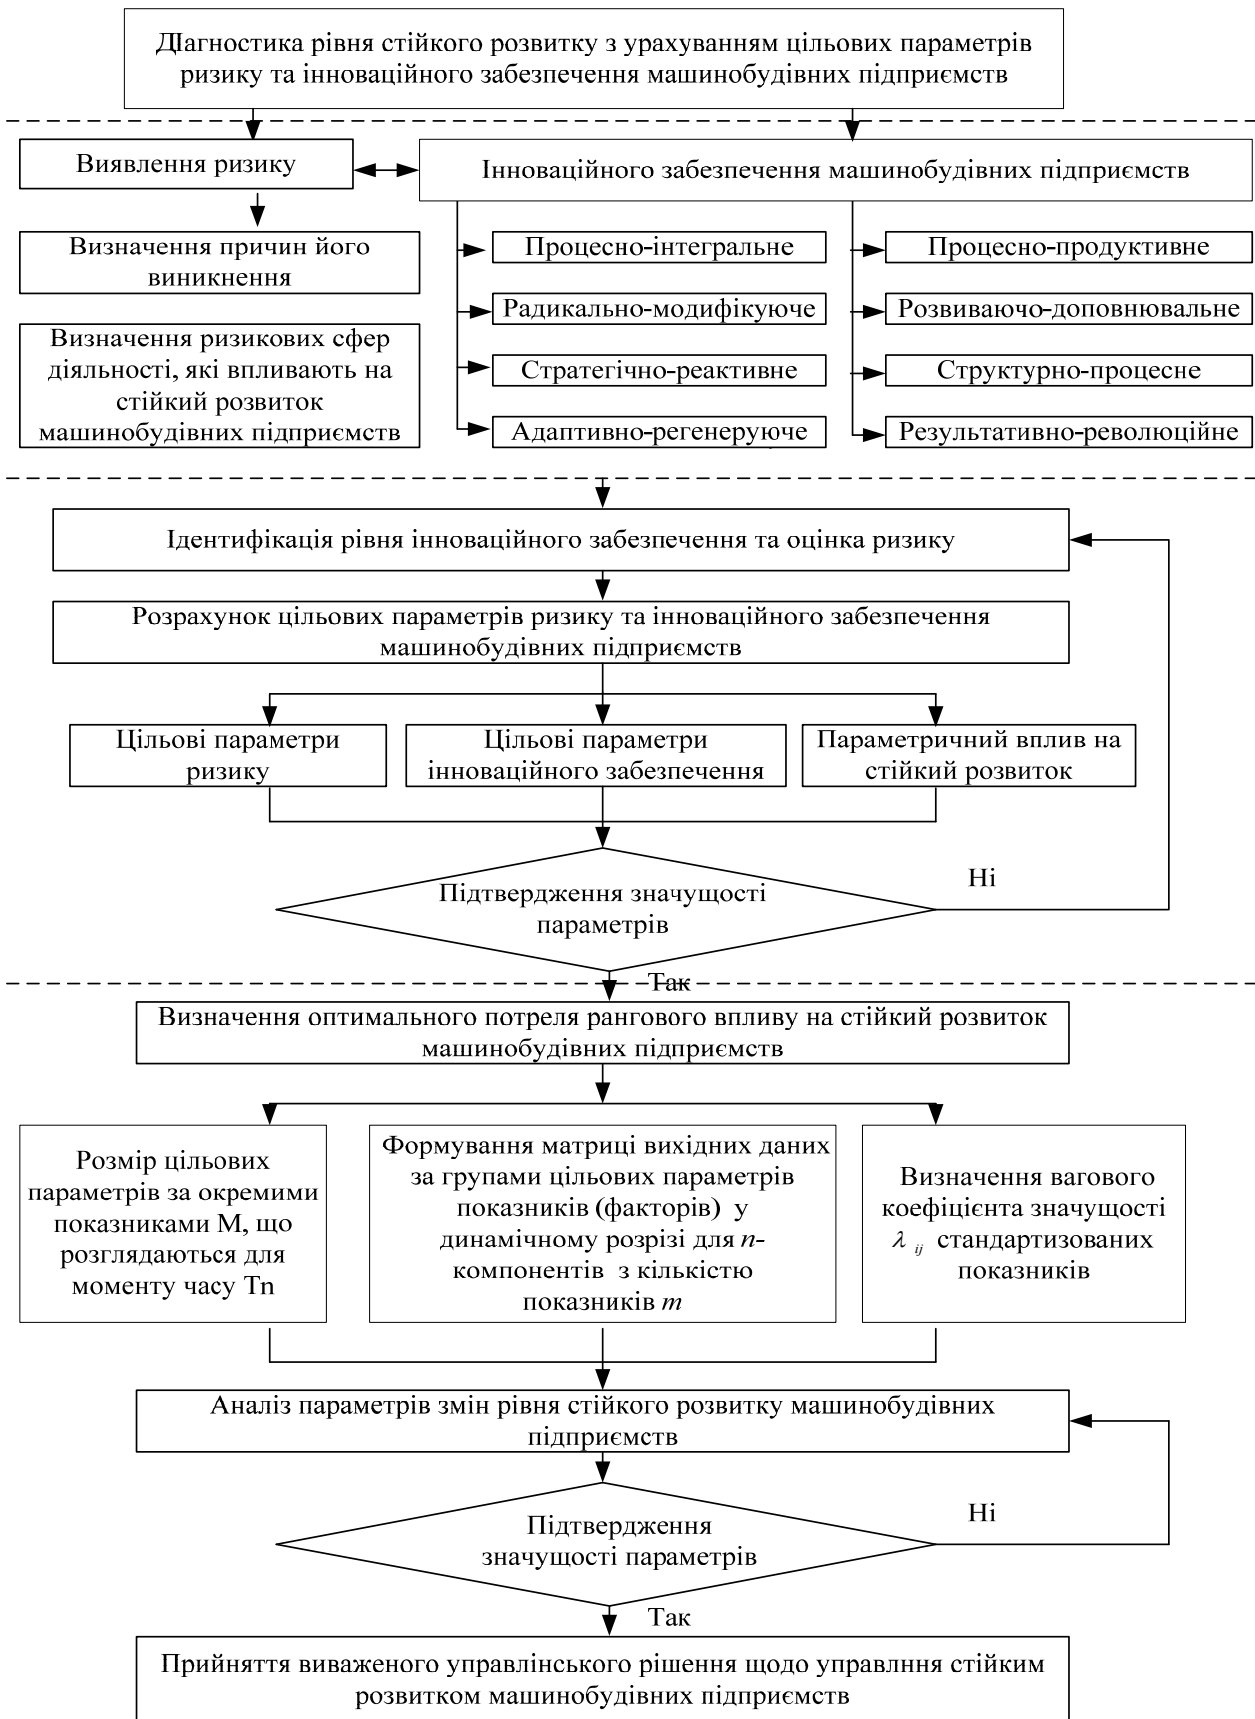 ДІагностика рівня стійкого розвитку з урахуванням цільових параметрів
ризику та інноваційного забезпечення машинобудівних підприємств
Виявлення ризику
Інноваційного забезпечення машинобудівних підприємств
Визначення причин його
виникнення
Визначення ризикових сфер
діяльності, які впливають на
стійкий розвиток
машинобудівних підприємств
Процесно-інтегральне
Радикально-модифікуюче
Стратегічно-реактивне
Адаптивно-регенеруюче
Процесно-продуктивне
Розвиваючо-доповнювальне
Структурно-процесне
Результативно-революційне
Ідентифікація рівня інноваційного забезпечення та оцінка ризику
Розрахунок цільових параметрів ризику та інноваційного забезпечення
машинобудівних підприємств
Цільові параметри
ризику
Цільові параметри
інноваційного забезпечення
Параметричний вплив на
стійкий розвиток
Підтвердження значущості
параметрів
Ні
Так
Визначення оптимального потреля рангового впливу на стійкий розвиток
машинобудівних підприємств
Розмір цільових
параметрів за окремими
показниками М, що
розглядаються для
моменту часу Тn
Формування матриці вихідних даних
за групами цільових параметрів
показників (факторів) у
динамічному розрізі для n-
компонентів з кількістю
показників m
Визначення вагового
коефіцієнта значущості
λ ij стандартизованих
показників
Аналіз параметрів змін рівня стійкого розвитку машинобудівних
підприємств
Підтвердження
значущості параметрів
Ні
Так
Прийняття виваженого управлінського рішення щодо управлння стійким
розвитком машинобудівних підприємств